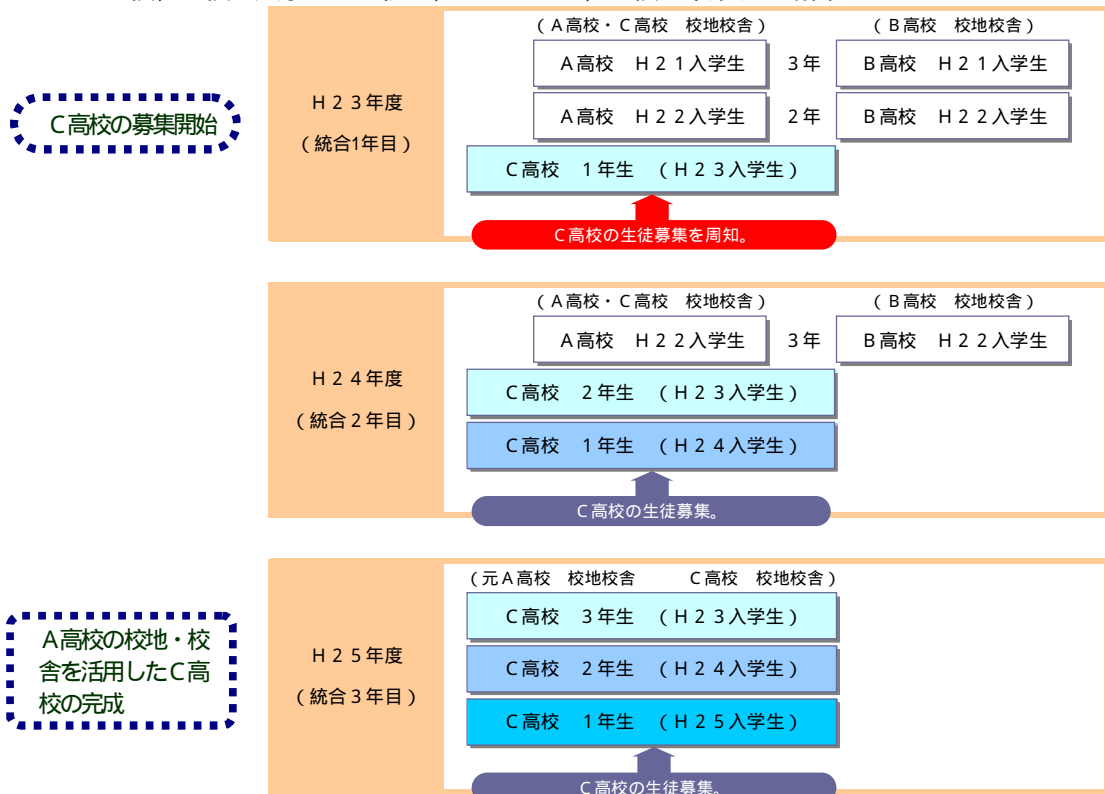 (A高校・C高校 校地校舎) (B高校 校地校舎)
A高校 H21入学生 3年 B高校 H21入学生
C高校の募集開始
H23年度
(統合1年目)
A高校 H22入学生 2年 B高校 H22入学生
C高校 1年生 (H23入学生)
C高校の生徒募集を周知。
(A高校・C高校 校地校舎) (B高校 校地校舎)
A高校 H22入学生 3年 B高校 H22入学生
H24年度
(統合2年目)
C高校 2年生 (H23入学生)
C高校 1年生 (H24入学生)
C高校の生徒募集。
(元A高校 校地校舎 C高校 校地校舎)
C高校 3年生 (H23入学生)
A高校の校地・校
舎を活用したC高
校の完成
H25年度
(統合3年目)
C高校 2年生 (H24入学生)
C高校 1年生 (H25入学生)
C高校の生徒募集。